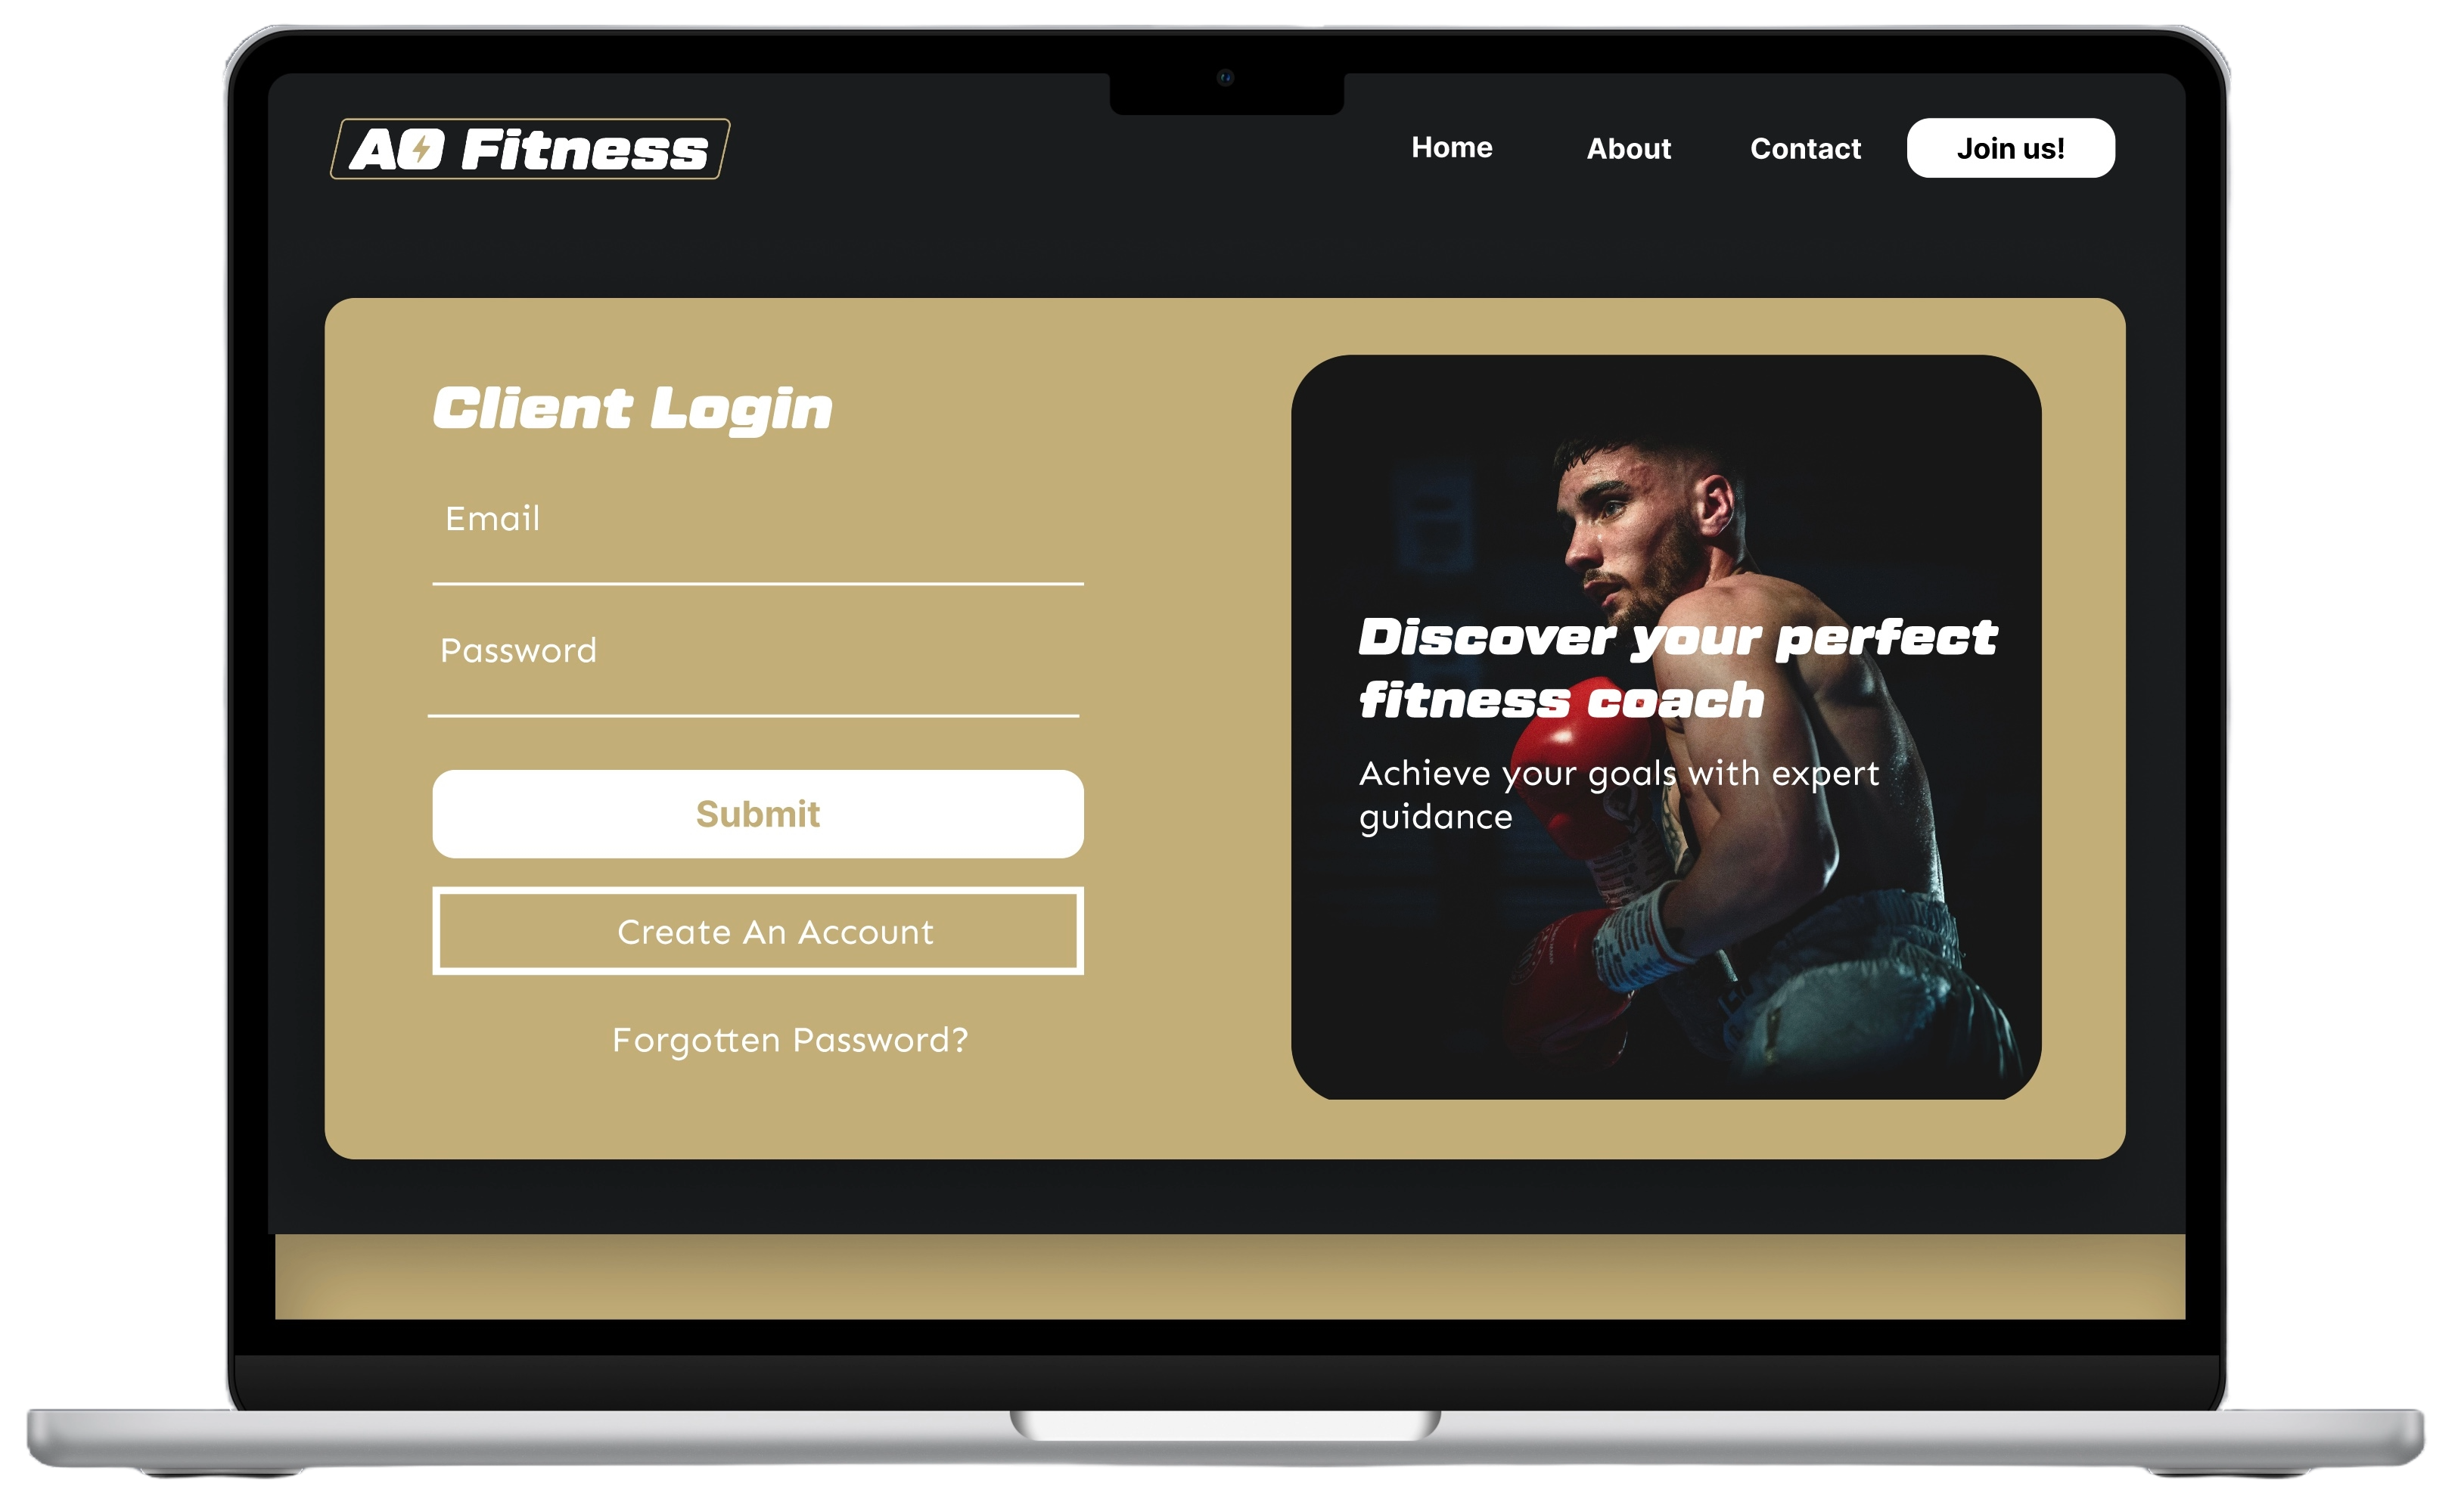 AO Fitness
Home
About
Contact
Join us!
Client Login
Email
Password
Submit
Create An Account
Forgotten Password?
Discover your perfect
fitness coach
Achieve your goals with expert
guidance